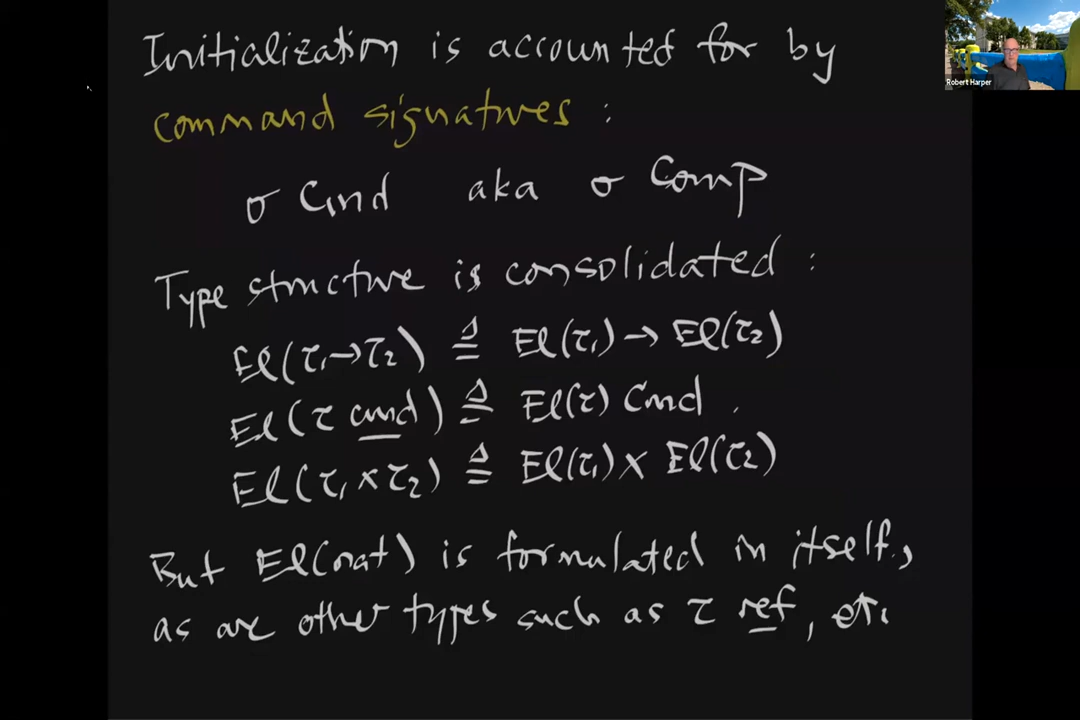 Initialization is accounted for by
command signatures :
σ Cmd aka σ Comp
Type structure is consolidated :
El(τ₁→τ₂) ≜ El(τ₁) → El(τ₂)
El(τ cmd) ≜ El(τ) Cmd .
El(τ₁ × τ₂) ≜ El(τ₁) × El(τ₂)
But El(nat) is formulated in itself,
as are other types such as τ ref, etc
Robert Harper